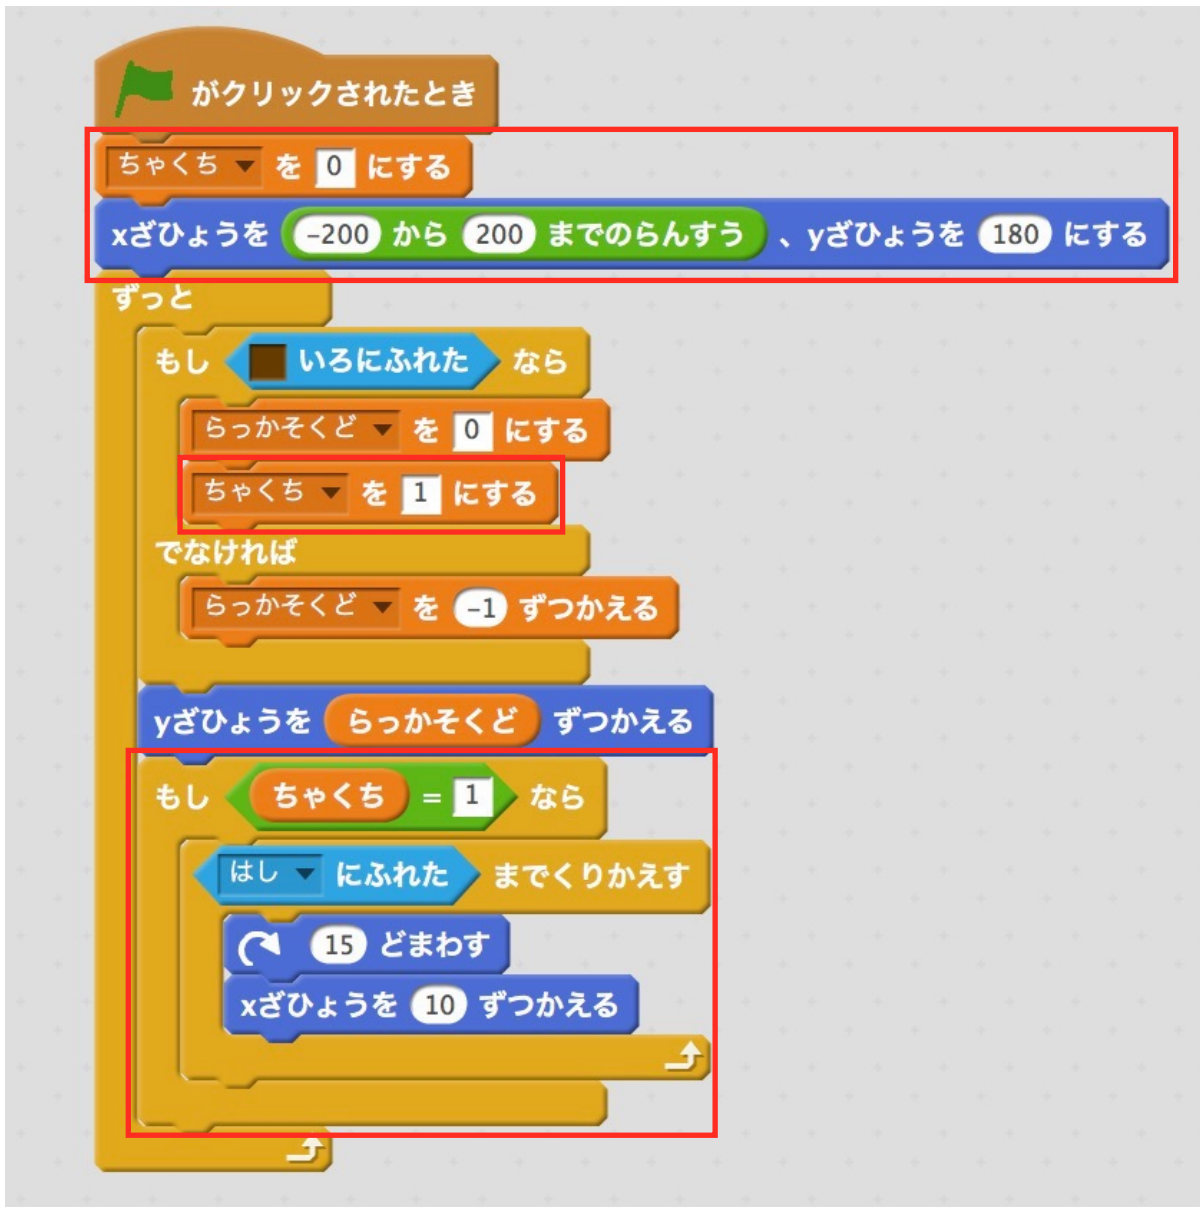 がクリックされたとき
ちゃくち を 0 にする
xざひょうを -200 から 200 までのらんすう 、yざひょうを 180 にする
ずっと
もし いろにふれた なら
らっかそくど を 0 にする
ちゃくち を 1 にする
でなければ
らっかそくど を -1 ずつかえる
yざひょうを らっかそくど ずつかえる
もし ちゃくち = 1 なら
はし にふれた までくりかえす
15 どまわす
xざひょうを 10 ずつかえる